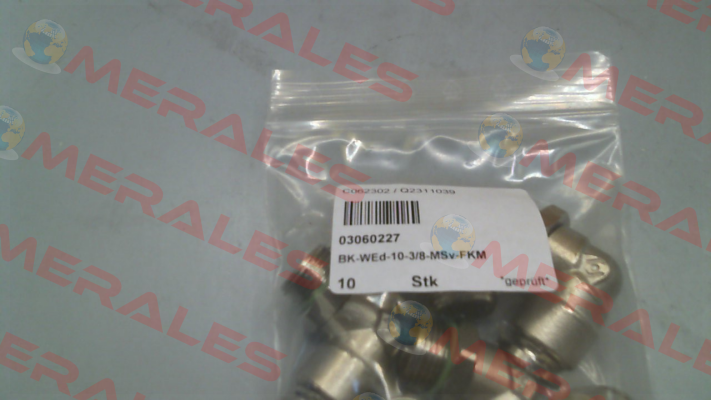 C062302 / Q2311039
03060227
BK-WEd-10-3/8-MSv-FKM
10 Stk *geprüft*
MERALES
MERALES
MERALES
MERALES
MERALES